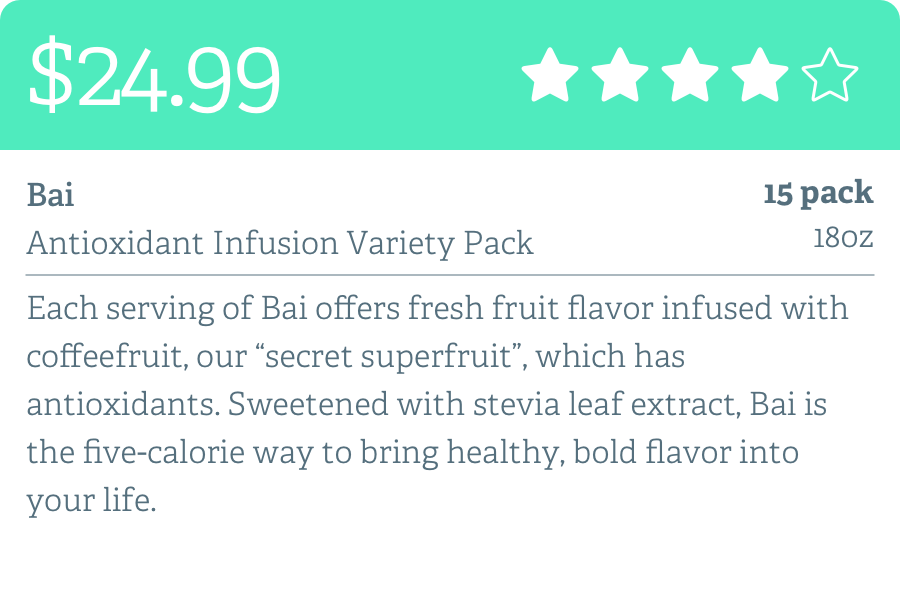 $24.99
Bai
15 pack
Antioxidant Infusion Variety Pack
18oz
Each serving of Bai offers fresh fruit flavor infused with
coffeefruit, our “secret superfruit”, which has
antioxidants. Sweetened with stevia leaf extract, Bai is
the five-calorie way to bring healthy, bold flavor into
your life.